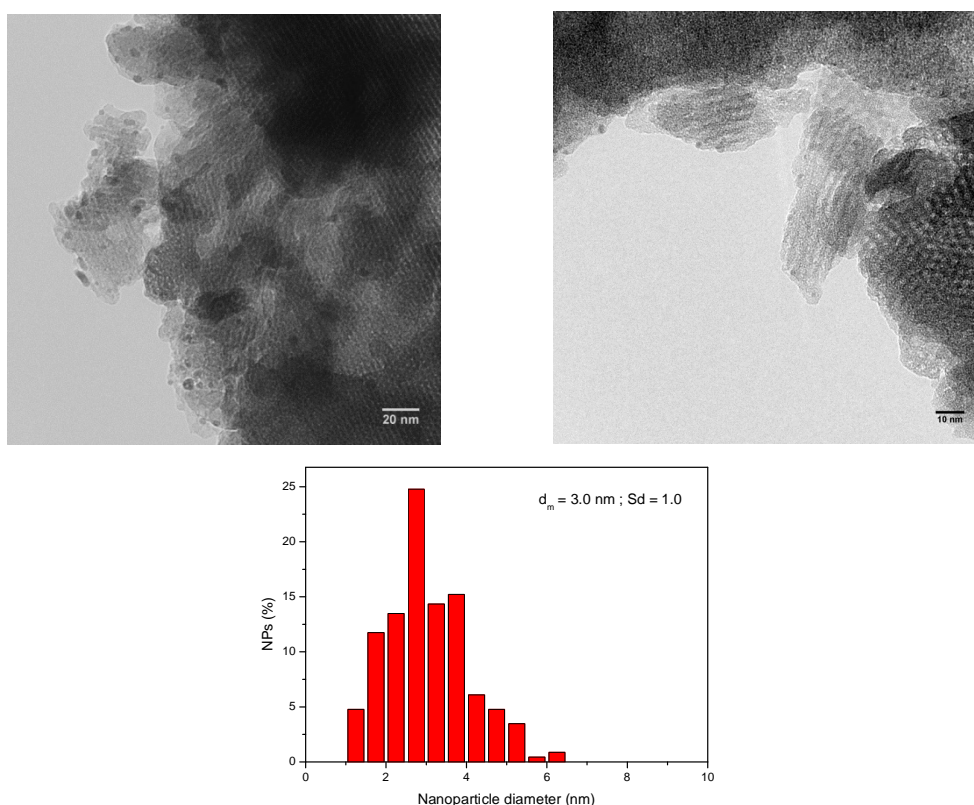 20 nm
10 nm
d_m = 3.0 nm ; Sd = 1.0
25
20
15
10
5
0
NPs (%)
0 2 4 6 8 10
Nanoparticle diameter (nm)